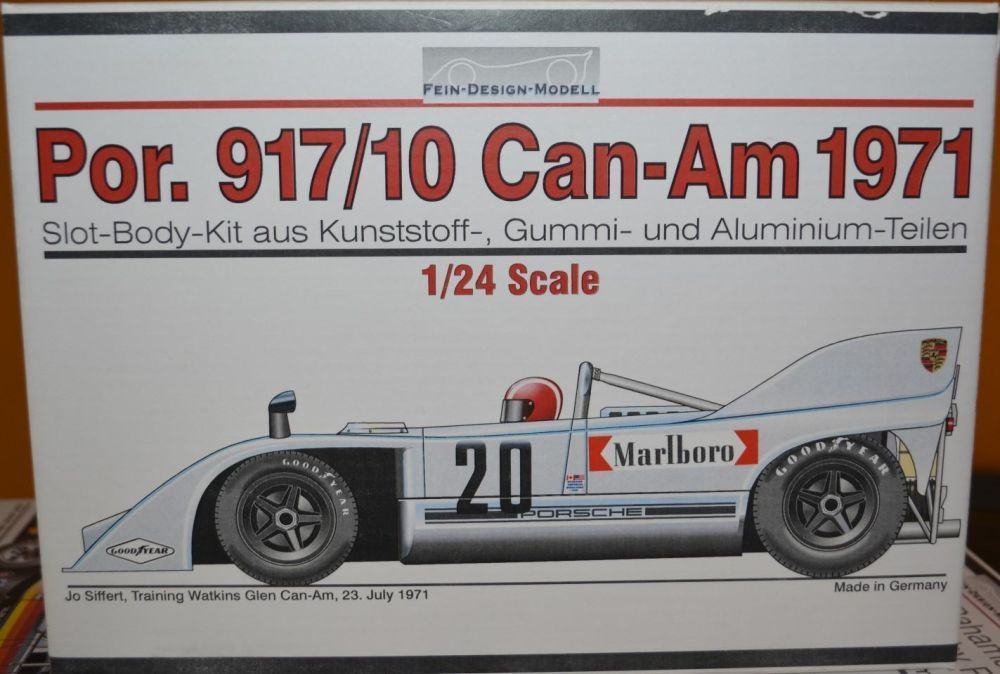 FEIN-DESIGN-MODELL
Por. 917/10 Can-Am 1971
Slot-Body-Kit aus Kunststoff-, Gummi- und Aluminium-Teilen
1/24 Scale
20
Marlboro
GOODYEAR
GOODYEAR
PORSCHE
GOODYEAR
Jo Siffert, Training Watkins Glen Can-Am, 23. July 1971
Made in Germany